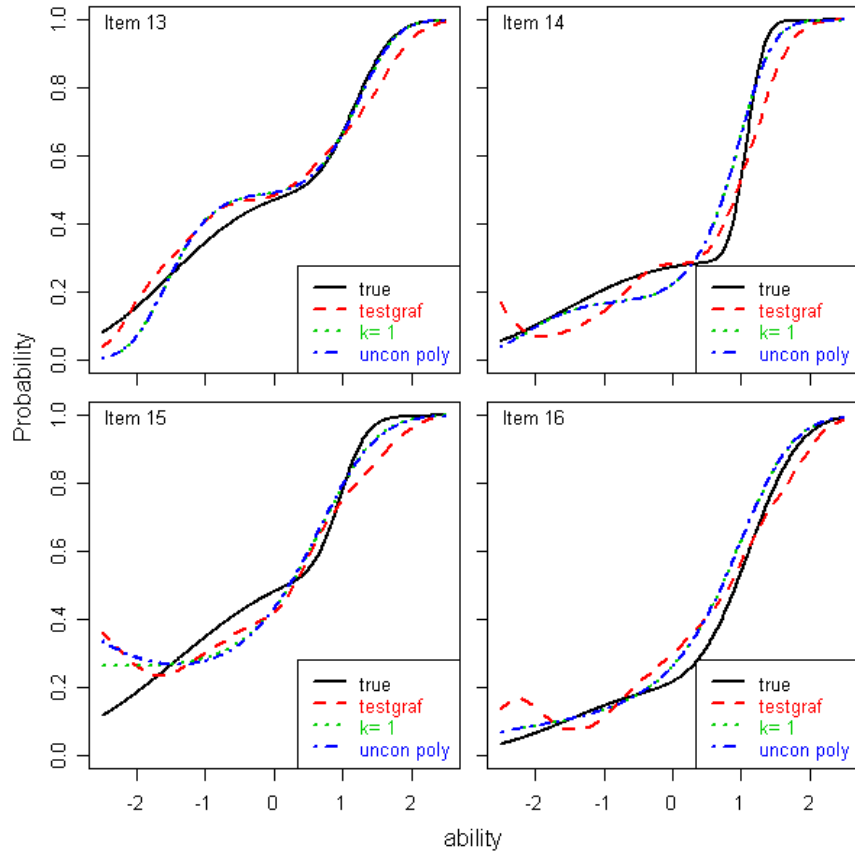 Item 13
true
testgraf
k= 1
uncon poly
Item 14
true
testgraf
k= 1
uncon poly
0.0 0.2 0.4 0.6 0.8 1.0
Item 15
true
testgraf
k= 1
uncon poly
Item 16
true
testgraf
k= 1
uncon poly
0.0 0.2 0.4 0.6 0.8 1.0
-2 -1 0 1 2
-2 -1 0 1 2
Probability
ability